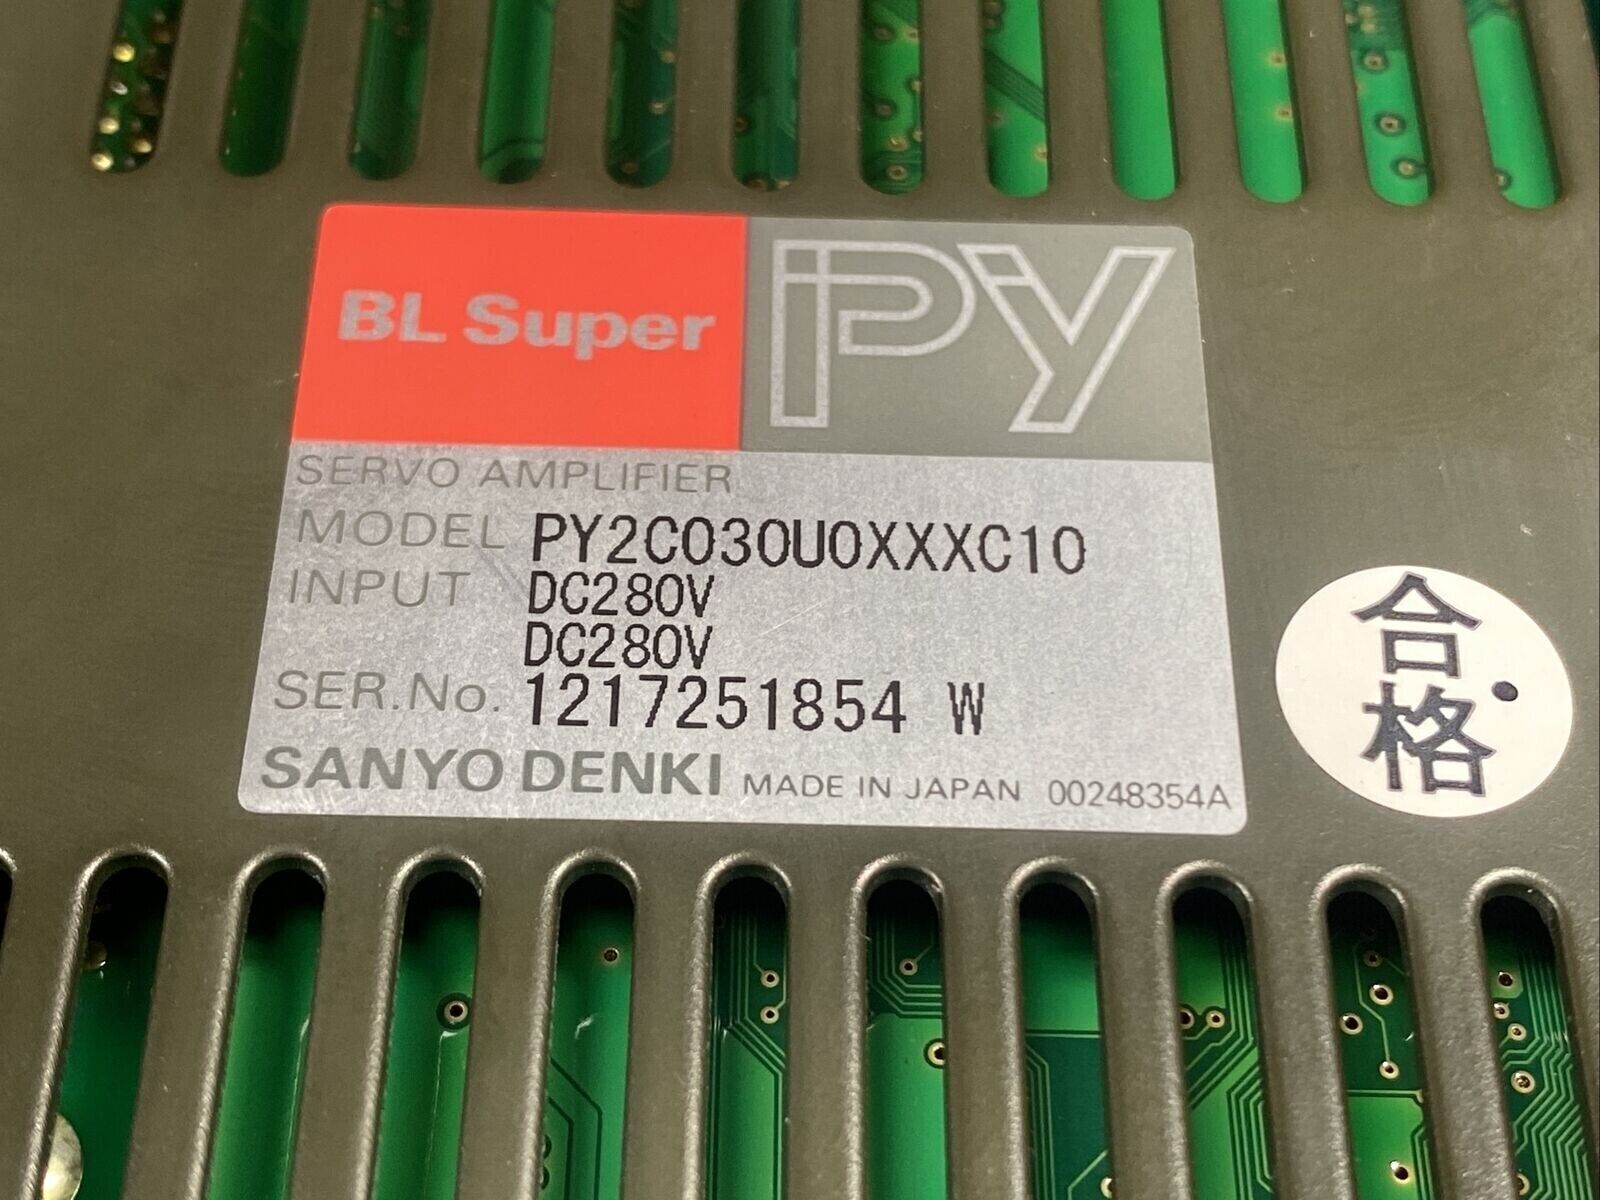 BL Super PY
SERVO AMPLIFIER
MODEL PY2C030U0XXXC10
INPUT DC280V
DC280V
SER.No. 1217251854 W
SANYO DENKI MADE IN JAPAN 00248354A
合
格